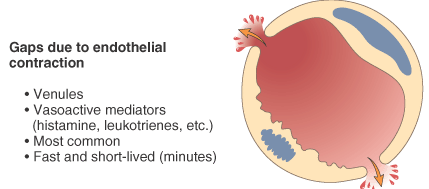 Gaps due to endothelial
contraction
• Venules
• Vasoactive mediators
(histamine, leukotrienes, etc.)
• Most common
• Fast and short-lived (minutes)